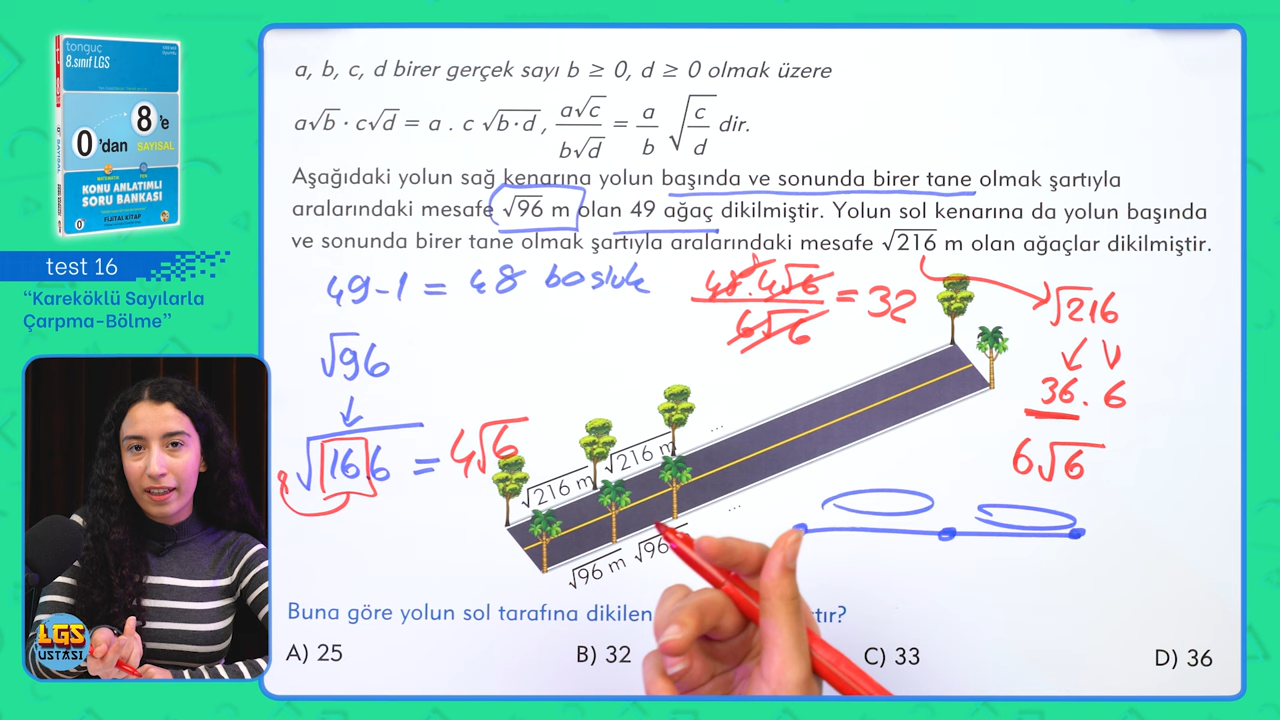 tonguç
8.sınıf LGS
0'dan 8'e
SAYISAL
KONU ANLATIMLI
SORU BANKASI
test 16
“Kareköklü Sayılarla
Çarpma-Bölme”
LGS
USTASI
a, b, c, d birer gerçek sayı b ≥ 0, d ≥ 0 olmak üzere
a√b · c√d = a . c √b·d, a√c / b√d = a/b √c/d dir.
Aşağıdaki yolun sağ kenarına yolun başında ve sonunda birer tane olmak şartıyla
aralarındaki mesafe √96 m olan 49 ağaç dikilmiştir. Yolun sol kenarına da yolun başında
ve sonunda birer tane olmak şartıyla aralarındaki mesafe √216 m olan ağaçlar dikilmiştir.
49-1 = 48 boşluk
48.4√6 / 6√6 = 32
√216
36.6
6√6
√96
√166 = 4√6
√216 m √216 m
...
√96 m √96
...
Buna göre yolun sol tarafına dikilen
A) 25 B) 32 C) 33 D) 36